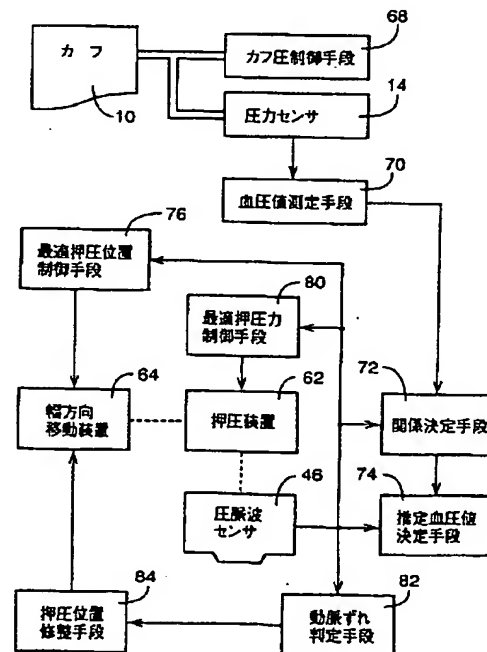 68
カフ
カフ圧制御手段
14
10
圧力センサ
70
血圧値測定手段
76
最適押圧位置
制御手段
80
最適押圧力
制御手段
72
64
62
関係決定手段
幅方向
移動装置
押圧装置
74
46
推定血圧値
決定手段
圧脈波
センサ
84
82
押圧位置
修整手段
動脈ずれ
判定手段